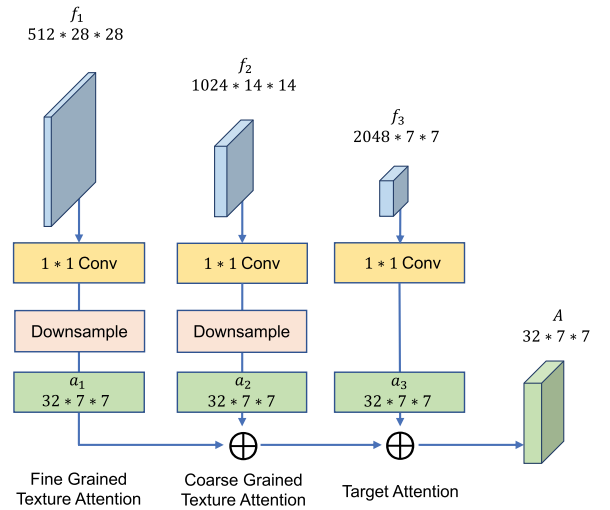 f₁
512 * 28 * 28
f₂
1024 * 14 * 14
f₃
2048 * 7 * 7
1 * 1 Conv
1 * 1 Conv
1 * 1 Conv
Downsample
Downsample
A
32 * 7 * 7
a₁
32 * 7 * 7
a₂
32 * 7 * 7
a₃
32 * 7 * 7
Fine Grained
Texture Attention
Coarse Grained
Texture Attention
Target Attention